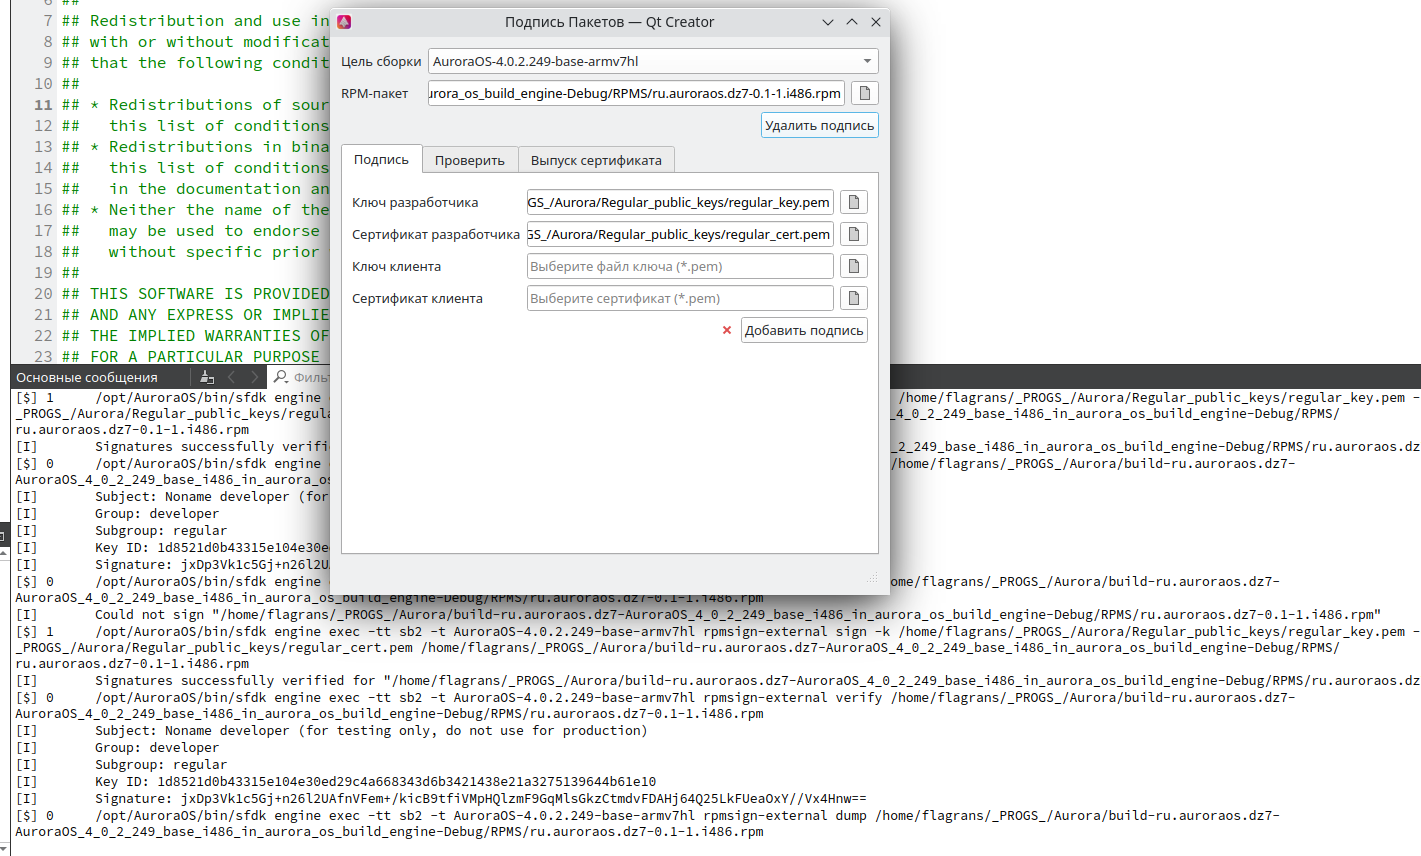 6 ##
7 ## Redistribution and use in
8 ## with or without modificat
9 ## that the following condit
10 ##
11 ## * Redistributions of sour
12 ## this list of conditions
13 ## * Redistributions in bina
14 ## this list of conditions
15 ## in the documentation an
16 ## * Neither the name of the
17 ## may be used to endorse
18 ## without specific prior
19 ##
20 ## THIS SOFTWARE IS PROVIDED
21 ## AND ANY EXPRESS OR IMPLIE
22 ## THE IMPLIED WARRANTIES OF
23 ## FOR A PARTICULAR PURPOSE
Подпись Пакетов — Qt Creator
Цель сборки AuroraOS-4.0.2.249-base-armv7hl
RPM-пакет urora_os_build_engine-Debug/RPMS/ru.auroraos.dz7-0.1-1.i486.rpm
Удалить подпись
Подпись Проверить Выпуск сертификата
Ключ разработчика GS_/Aurora/Regular_public_keys/regular_key.pem
Сертификат разработчика GS_/Aurora/Regular_public_keys/regular_cert.pem
Ключ клиента Выберите файл ключа (*.pem)
Сертификат клиента Выберите сертификат (*.pem)
Добавить подпись
Основные сообщения Фильт
[$] 1 /opt/AuroraOS/bin/sfdk engine /home/flagrans/_PROGS_/Aurora/Regular_public_keys/regular_key.pem -
_PROGS_/Aurora/Regular_public_keys/regula _4_0_2_249_base_i486_in_aurora_os_build_engine-Debug/RPMS/
ru.auroraos.dz7-0.1-1.i486.rpm
[I] Signatures successfully verifi _2_249_base_i486_in_aurora_os_build_engine-Debug/RPMS/ru.auroraos.dz
[$] 0 /opt/AuroraOS/bin/sfdk engine /home/flagrans/_PROGS_/Aurora/build-ru.auroraos.dz7-
AuroraOS_4_0_2_249_base_i486_in_aurora_os
[I] Subject: Noname developer (for
[I] Group: developer
[I] Subgroup: regular
[I] Key ID: 1d8521d0b43315e104e30e
[I] Signature: jxDp3Vk1c5Gj+n26l2U
[$] 0 /opt/AuroraOS/bin/sfdk engine ome/flagrans/_PROGS_/Aurora/build-ru.auroraos.dz7-
AuroraOS_4_0_2_249_base_i486_in_aurora_os_build_engine-Debug/RPMS/ru.auroraos.dz7-0.1-1.i486.rpm
[I] Could not sign "/home/flagrans/_PROGS_/Aurora/build-ru.auroraos.dz7-AuroraOS_4_0_2_249_base_i486_in_aurora_os_build_engine-Debug/RPMS/ru.auroraos.dz7-0.1-1.i486.rpm"
[$] 1 /opt/AuroraOS/bin/sfdk engine exec -tt sb2 -t AuroraOS-4.0.2.249-base-armv7hl rpmsign-external sign -k /home/flagrans/_PROGS_/Aurora/Regular_public_keys/regular_key.pem -
_PROGS_/Aurora/Regular_public_keys/regular_cert.pem /home/flagrans/_PROGS_/Aurora/build-ru.auroraos.dz7-AuroraOS_4_0_2_249_base_i486_in_aurora_os_build_engine-Debug/RPMS/
ru.auroraos.dz7-0.1-1.i486.rpm
[I] Signatures successfully verified for "/home/flagrans/_PROGS_/Aurora/build-ru.auroraos.dz7-AuroraOS_4_0_2_249_base_i486_in_aurora_os_build_engine-Debug/RPMS/ru.auroraos.dz
[$] 0 /opt/AuroraOS/bin/sfdk engine exec -tt sb2 -t AuroraOS-4.0.2.249-base-armv7hl rpmsign-external verify /home/flagrans/_PROGS_/Aurora/build-ru.auroraos.dz7-
AuroraOS_4_0_2_249_base_i486_in_aurora_os_build_engine-Debug/RPMS/ru.auroraos.dz7-0.1-1.i486.rpm
[I] Subject: Noname developer (for testing only, do not use for production)
[I] Group: developer
[I] Subgroup: regular
[I] Key ID: 1d8521d0b43315e104e30ed29c4a668343d6b3421438e21a3275139644b61e10
[I] Signature: jxDp3Vk1c5Gj+n26l2UAfnVFem+/kicB9tfiVMpHQlzmF9GqMlsGkzCtmdvFDAHj64Q25LkFUeaOxY//Vx4Hnw==
[$] 0 /opt/AuroraOS/bin/sfdk engine exec -tt sb2 -t AuroraOS-4.0.2.249-base-armv7hl rpmsign-external dump /home/flagrans/_PROGS_/Aurora/build-ru.auroraos.dz7-
AuroraOS_4_0_2_249_base_i486_in_aurora_os_build_engine-Debug/RPMS/ru.auroraos.dz7-0.1-1.i486.rpm